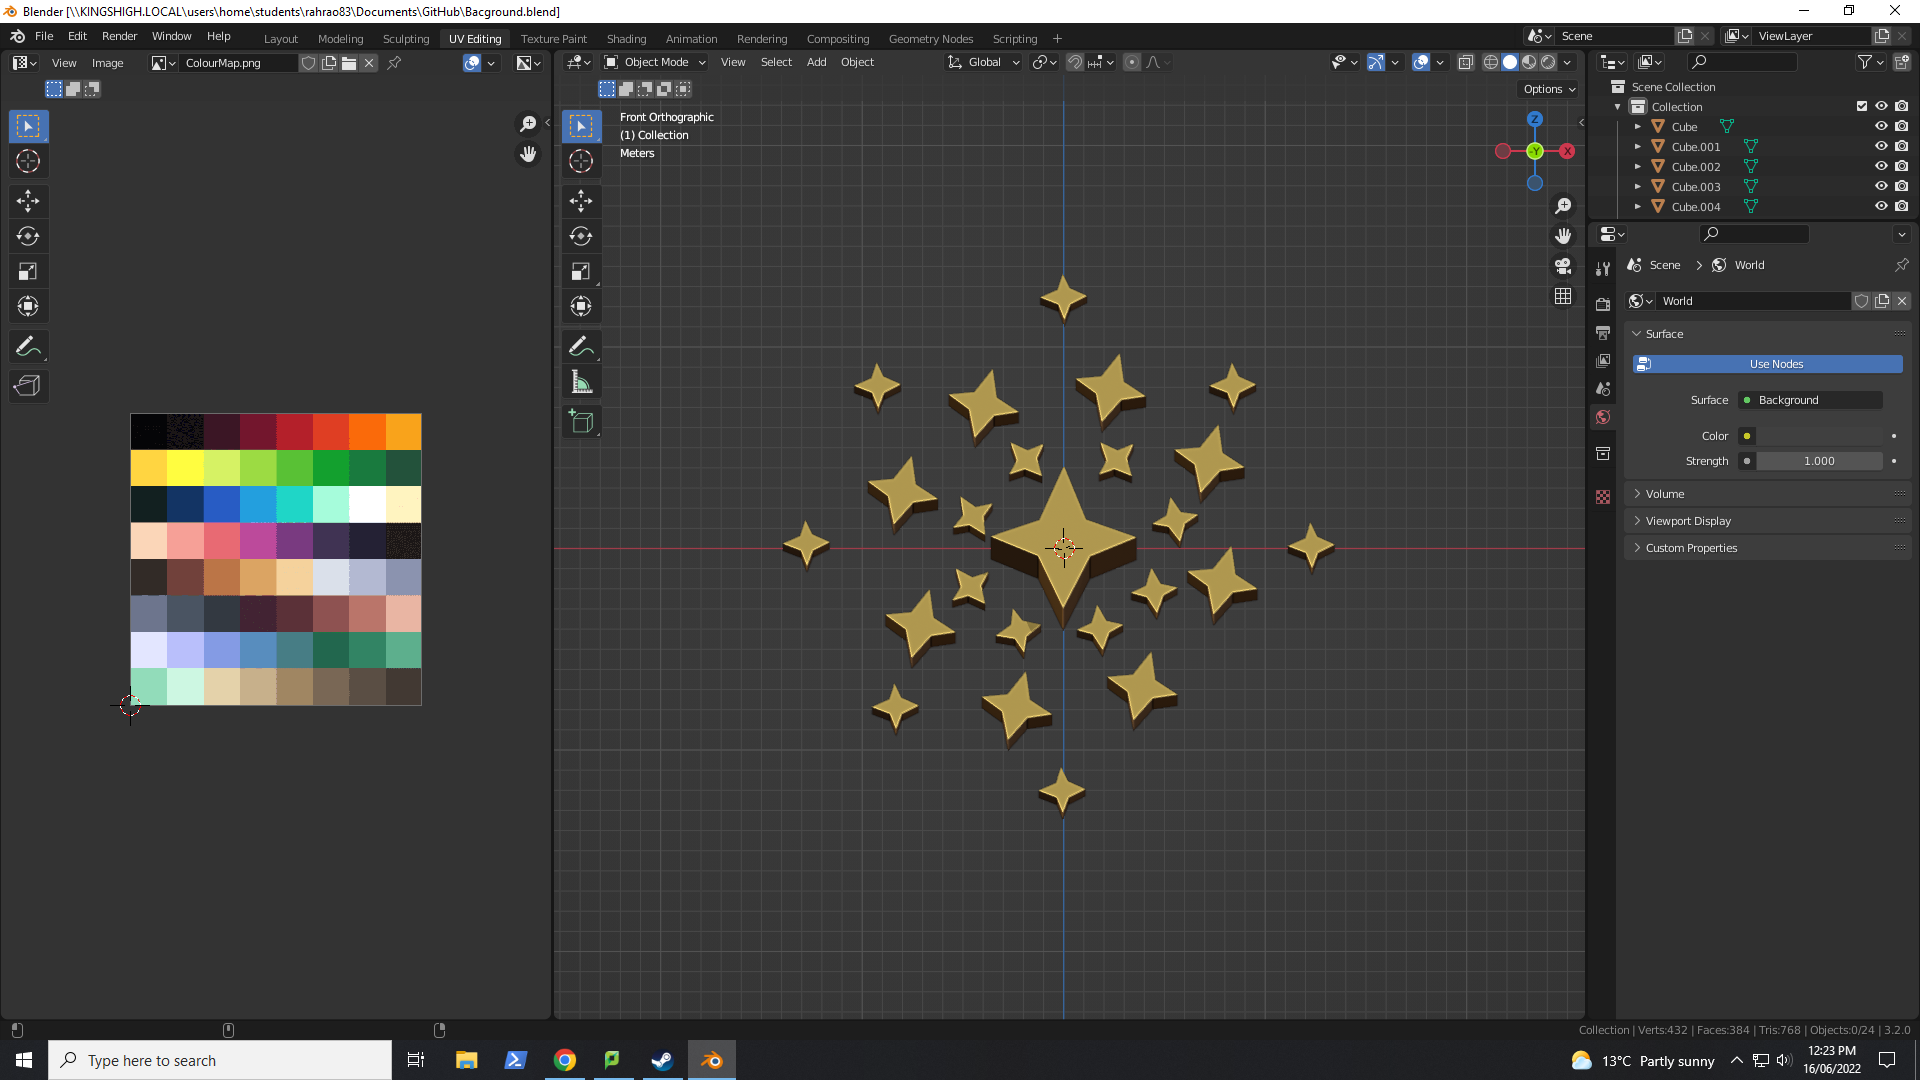 Blender [\\KINGSHIGH.LOCAL\users\home\students\rahrao83\Documents\GitHub\Bacground.blend]
File Edit Render Window Help Layout Modeling Sculpting UV Editing Texture Paint Shading Animation Rendering Compositing Geometry Nodes Scripting + Scene ViewLayer
View Image ColourMap.png Object Mode View Select Add Object Global
Options
Front Orthographic
(1) Collection
Meters
Z
-Y
X
Scene Collection
Collection
Cube
Cube.001
Cube.002
Cube.003
Cube.004
Scene > World
World
Surface
Use Nodes
Surface Background
Color
Strength 1.000
Volume
Viewport Display
Custom Properties
Collection | Verts:432 | Faces:384 | Tris:768 | Objects:0/24 | 3.2.0
Type here to search
13°C Partly sunny
12:23 PM
16/06/2022